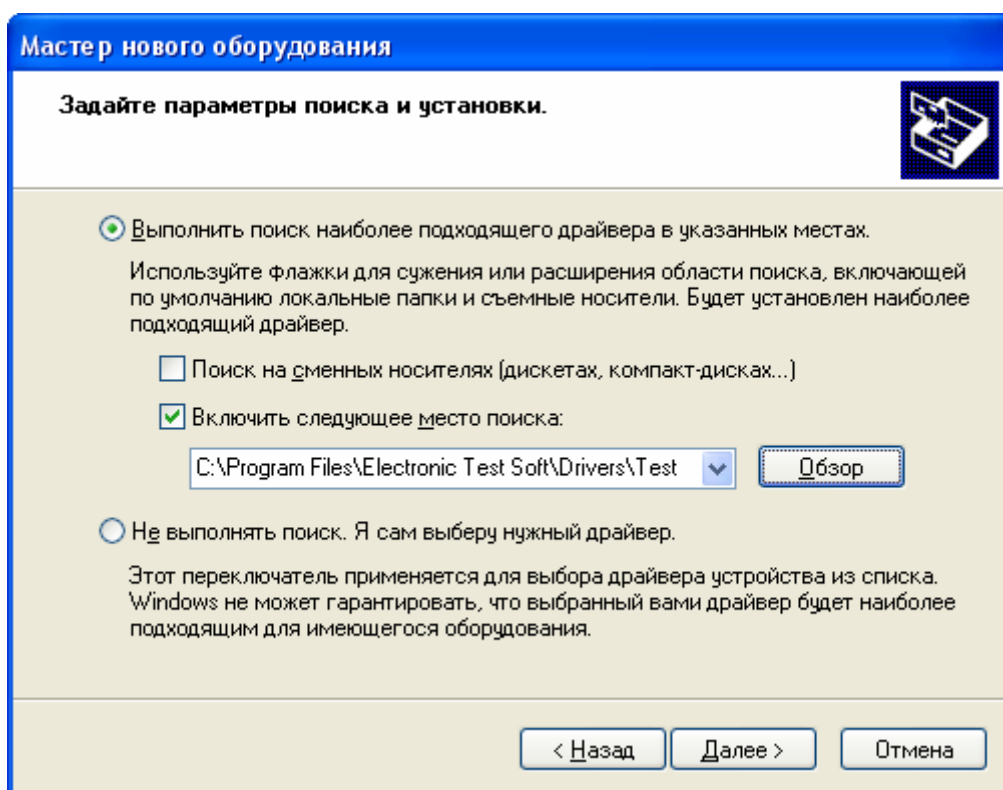 Мастер нового оборудования
Задайте параметры поиска и установки.
Выполнить поиск наиболее подходящего драйвера в указанных местах.
Используйте флажки для сужения или расширения области поиска, включающей
по умолчанию локальные папки и съемные носители. Будет установлен наиболее
подходящий драйвер.
Поиск на сменных носителях (дискетах, компакт-дисках...)
Включить следующее место поиска:
C:\Program Files\Electronic Test Soft\Drivers\Test
Обзор
Не выполнять поиск. Я сам выберу нужный драйвер.
Этот переключатель применяется для выбора драйвера устройства из списка.
Windows не может гарантировать, что выбранный вами драйвер будет наиболее
подходящим для имеющегося оборудования.
< Назад
Далее >
Отмена